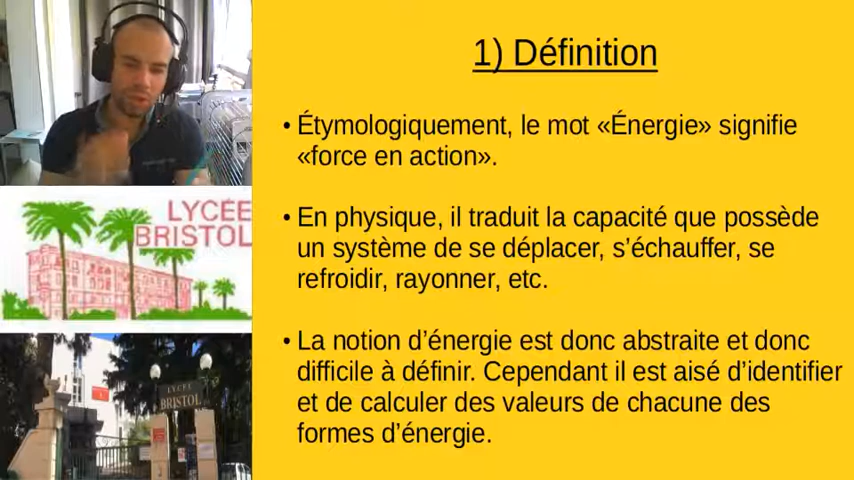 1) Définition
• Étymologiquement, le mot «Énergie» signifie
«force en action».
• En physique, il traduit la capacité que possède
un système de se déplacer, s’échauffer, se
refroidir, rayonner, etc.
• La notion d’énergie est donc abstraite et donc
difficile à définir. Cependant il est aisé d’identifier
et de calculer des valeurs de chacune des
formes d’énergie.
LYCÉE
BRISTOL
LYCÉE
BRISTOL